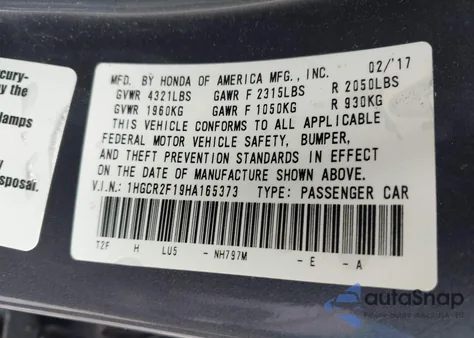 MFD. BY HONDA OF AMERICA MFG., INC. 02/'17
GVWR 4321LBS GAWR F 2315LBS R 2050LBS
GVWR 1960KG GAWR F 1050KG R 930KG
THIS VEHICLE CONFORMS TO ALL APPLICABLE
FEDERAL MOTOR VEHICLE SAFETY, BUMPER,
AND THEFT PREVENTION STANDARDS IN EFFECT
ON THE DATE OF MANUFACTURE SHOWN ABOVE.
V.I.N.: 1HGCR2F19HA165373 TYPE: PASSENGER CAR
T2F H LU5 - NH797M - E - A
cury-
the
lamps
all
sposal.
autoSnap